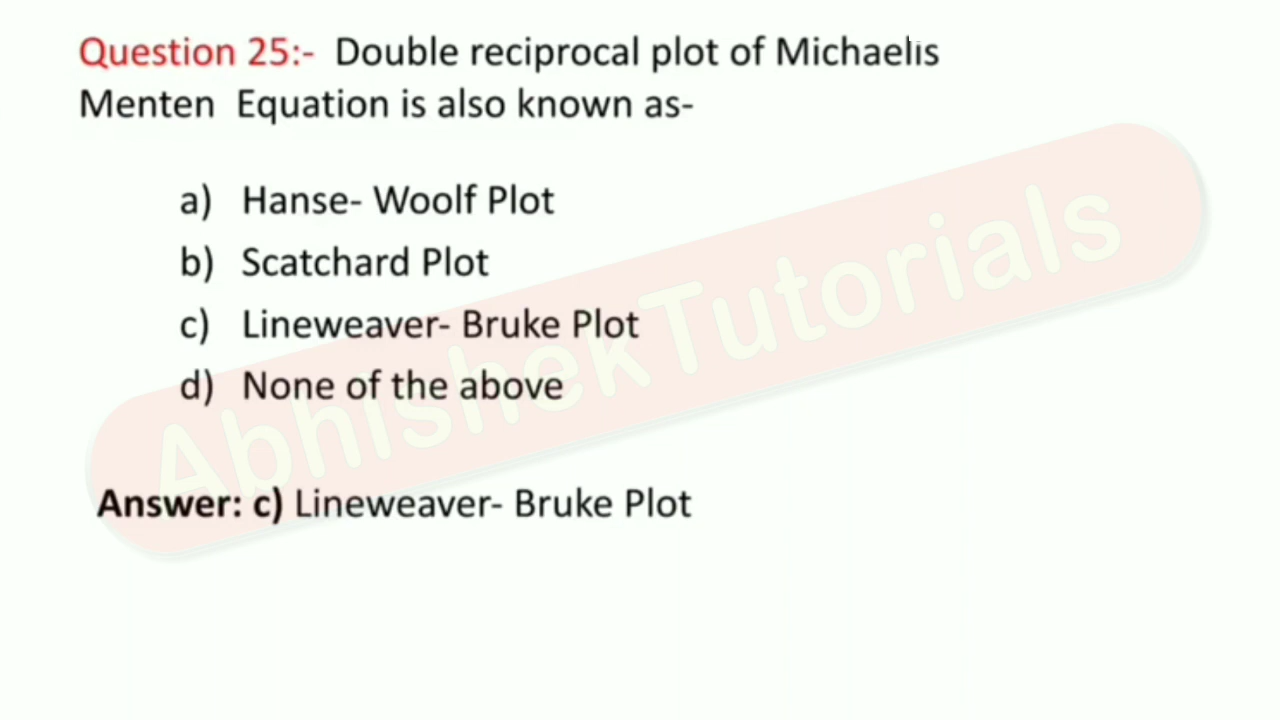 Question 25:- Double reciprocal plot of Michaelis
Menten Equation is also known as-
a) Hanse- Woolf Plot
b) Scatchard Plot
c) Lineweaver- Bruke Plot
d) None of the above
AbhishekTutorials
Answer: c) Lineweaver- Bruke Plot